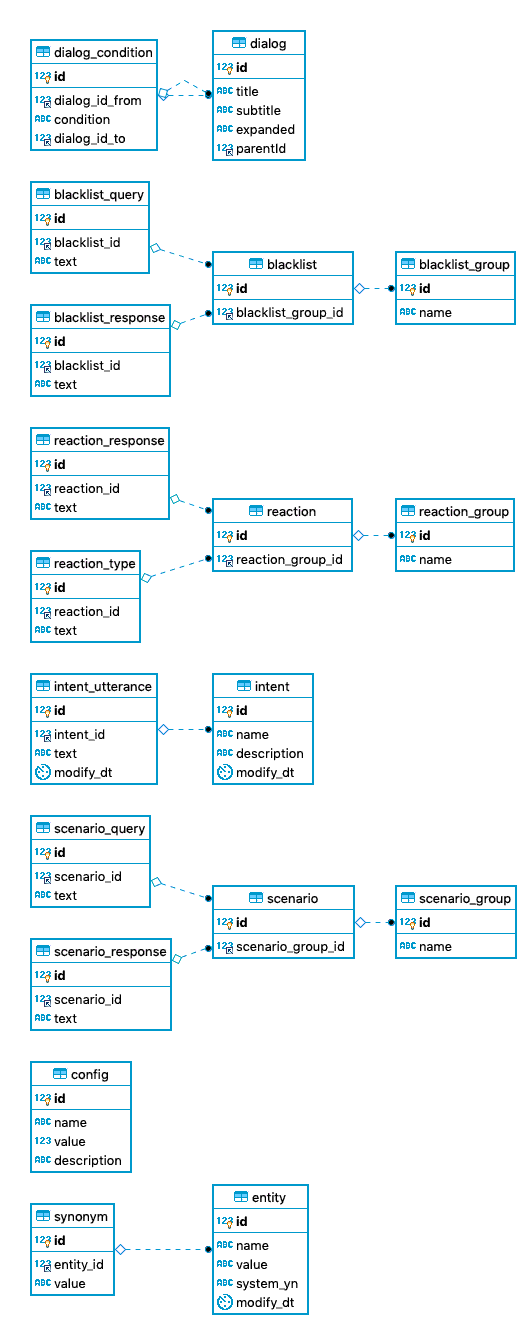 dialog_condition
123 id
123 dialog_id_from
ABC condition
123 dialog_id_to
dialog
123 id
ABC title
ABC subtitle
ABC expanded
123 parentId
blacklist_query
123 id
123 blacklist_id
ABC text
blacklist_response
123 id
123 blacklist_id
ABC text
blacklist
123 id
123 blacklist_group_id
blacklist_group
123 id
ABC name
reaction_response
123 id
123 reaction_id
ABC text
reaction_type
123 id
123 reaction_id
ABC text
reaction
123 id
123 reaction_group_id
reaction_group
123 id
ABC name
intent_utterance
123 id
123 intent_id
ABC text
modify_dt
intent
123 id
ABC name
ABC description
modify_dt
scenario_query
123 id
123 scenario_id
ABC text
scenario_response
123 id
123 scenario_id
ABC text
scenario
123 id
123 scenario_group_id
scenario_group
123 id
ABC name
config
123 id
ABC name
123 value
ABC description
synonym
123 id
123 entity_id
ABC value
entity
123 id
ABC name
ABC value
ABC system_yn
modify_dt